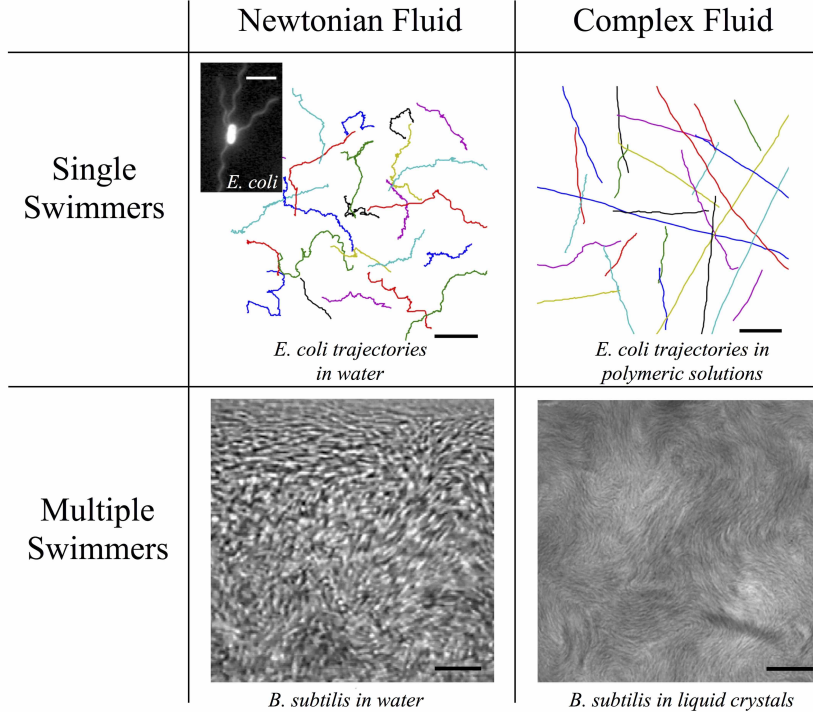 Newtonian Fluid
Complex Fluid
Single
Swimmers
E. coli
E. coli trajectories
in water
E. coli trajectories in
polymeric solutions
Multiple
Swimmers
B. subtilis in water
B. subtilis in liquid crystals